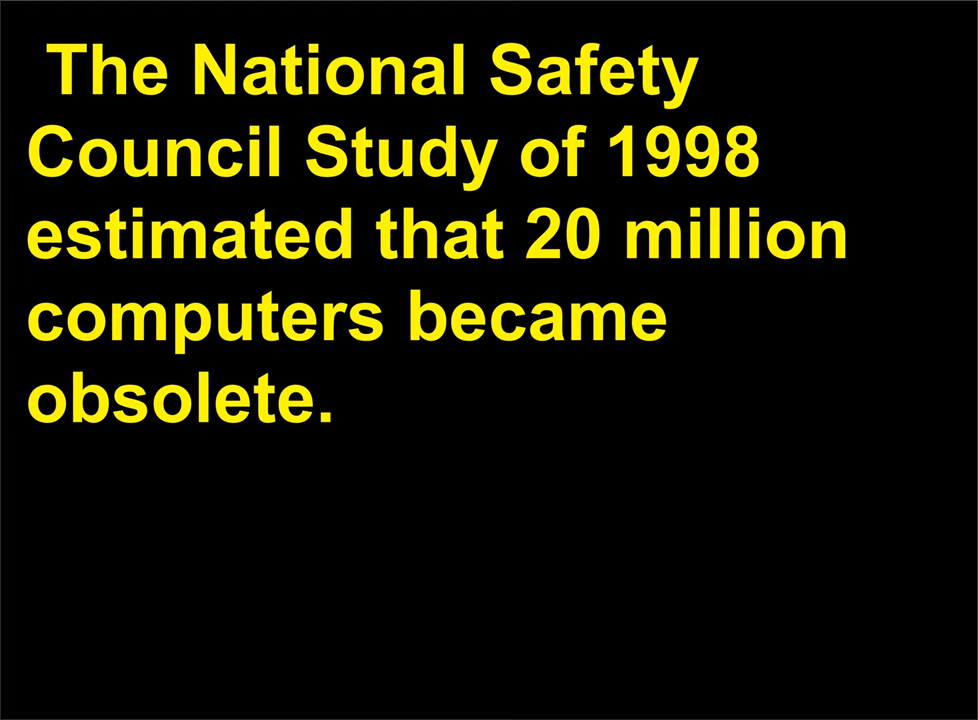 The National Safety
Council Study of 1998
estimated that 20 million
computers became
obsolete.